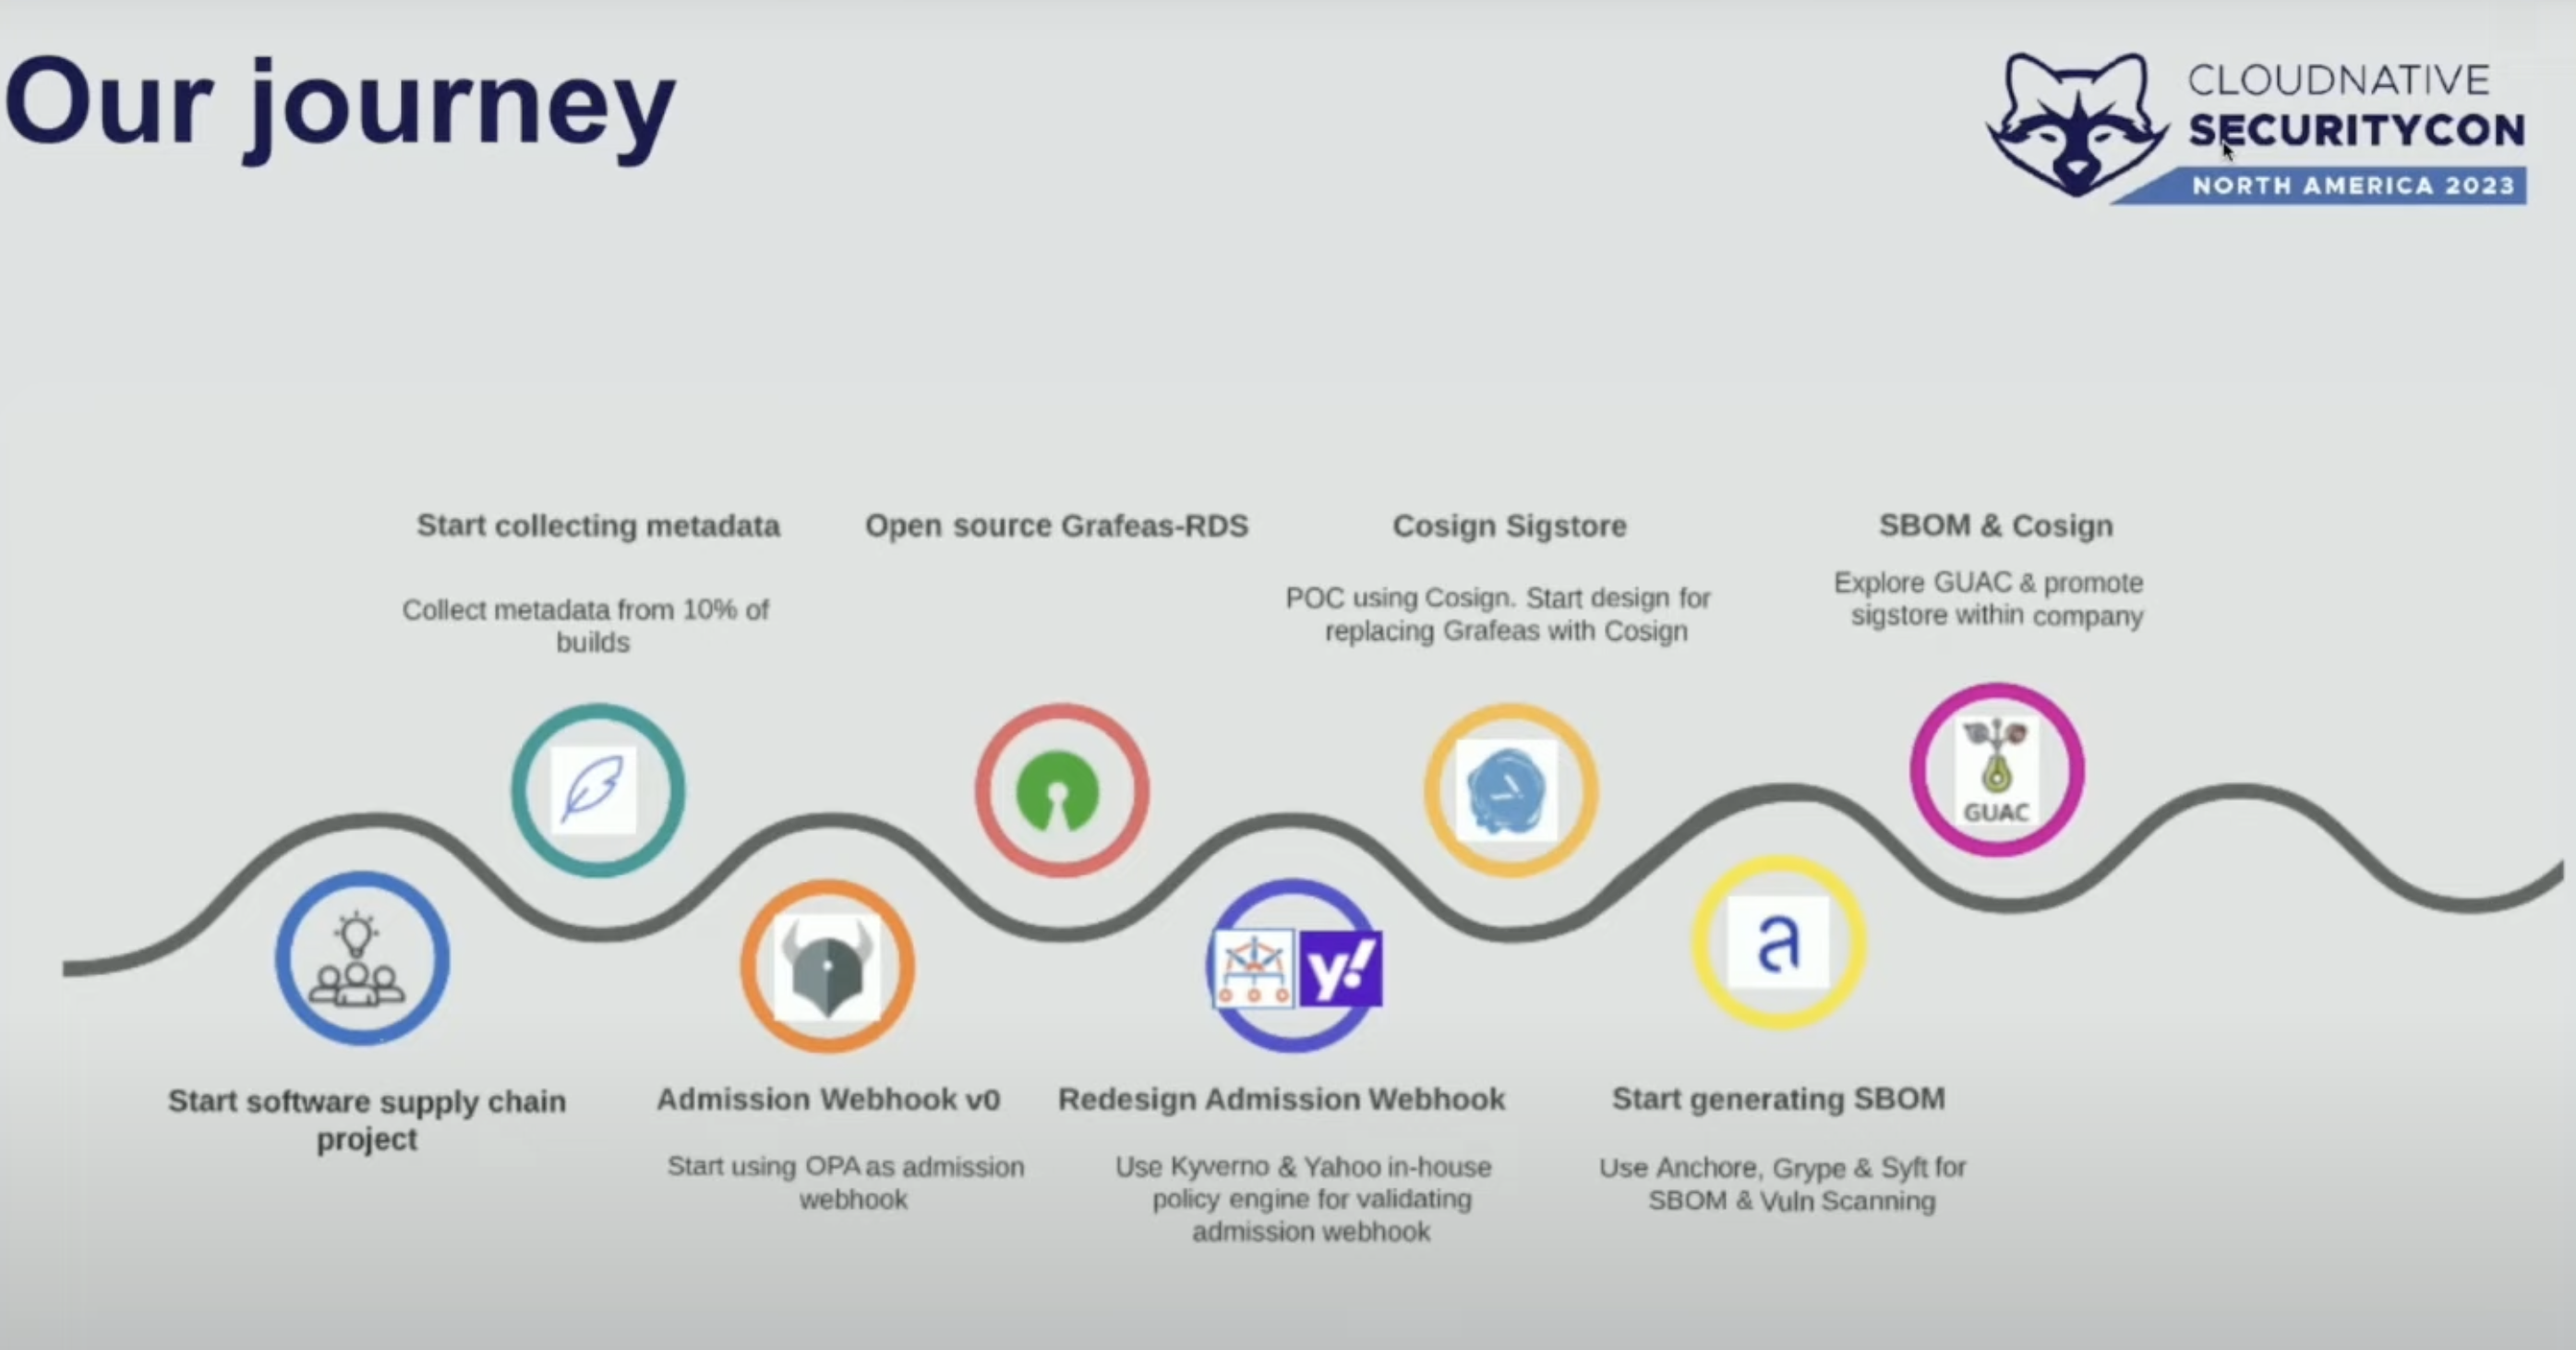 Our journey
CLOUDNATIVE
SECURITYCON
NORTH AMERICA 2023
Start collecting metadata
Collect metadata from 10% of
builds
Open source Grafeas-RDS
Cosign Sigstore
POC using Cosign. Start design for
replacing Grafeas with Cosign
SBOM & Cosign
Explore GUAC & promote
sigstore within company
GUAC
y!
a
Start software supply chain
project
Admission Webhook v0
Start using OPA as admission
webhook
Redesign Admission Webhook
Use Kyverno & Yahoo in-house
policy engine for validating
admission webhook
Start generating SBOM
Use Anchore, Grype & Syft for
SBOM & Vuln Scanning